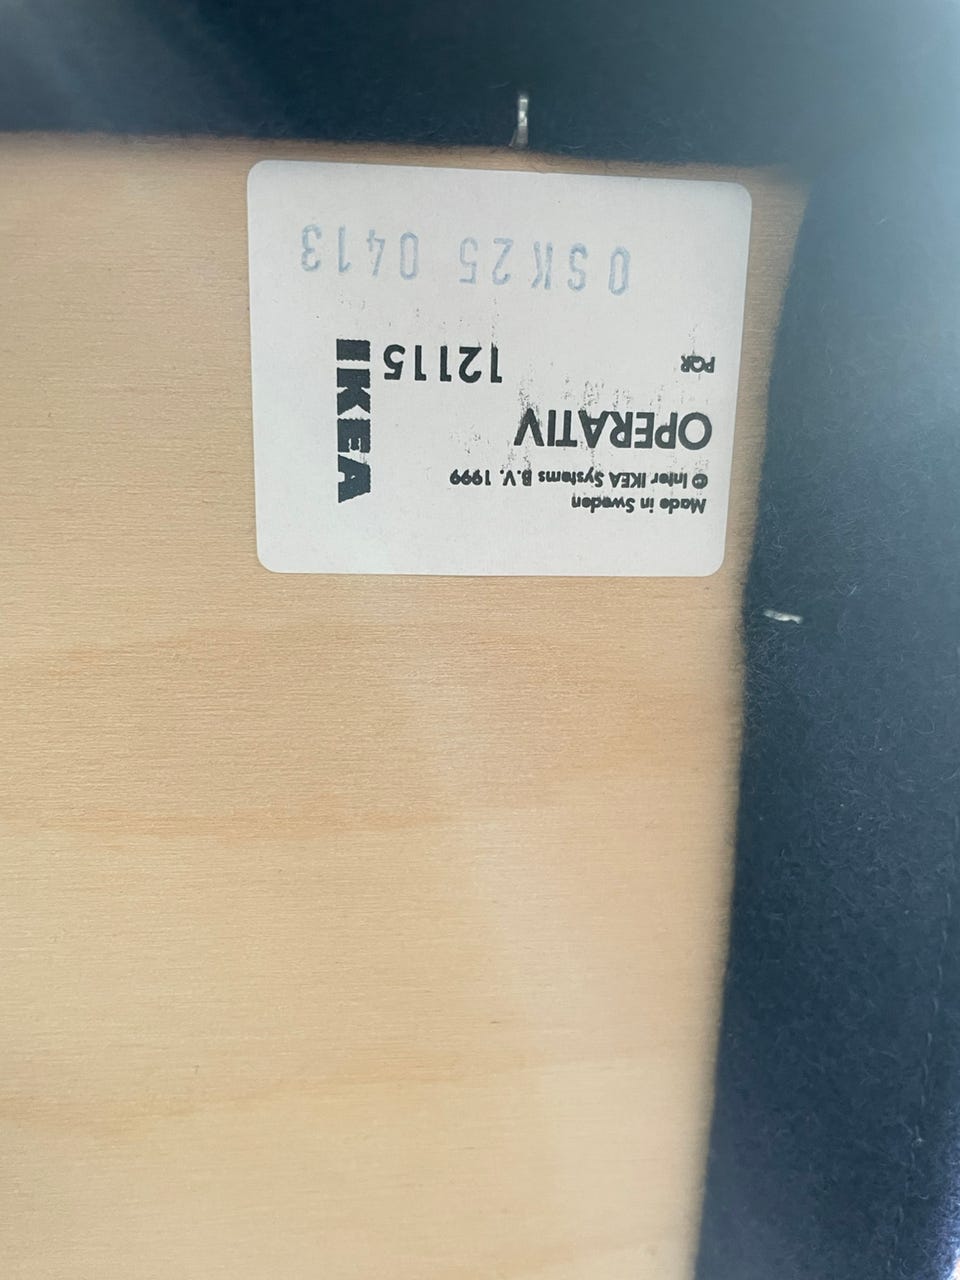 Made in Sweden
© Inter IKEA Systems B.V. 1999
OPERATIV
PQR 12115
IKEA
0SK25 0413